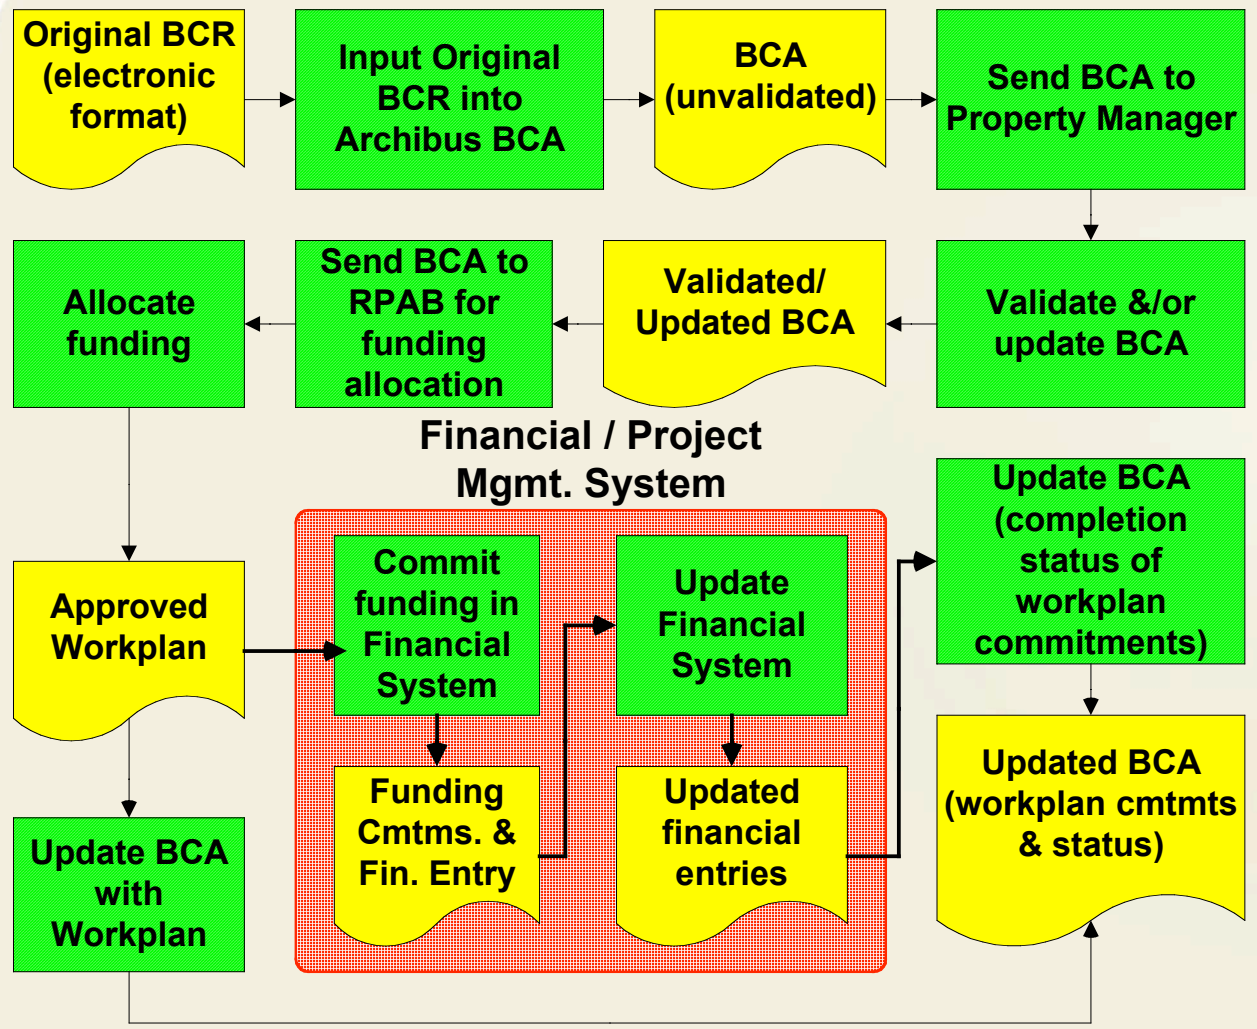 Original BCR
(electronic
format)
Input Original
BCR into
Archibus BCA
BCA
(unvalidated)
Send BCA to
Property Manager
Allocate
funding
Send BCA to
RPAB for
funding
allocation
Validated/
Updated BCA
Validate &/or
update BCA
Financial / Project
Mgmt. System
Approved
Workplan
Commit
funding in
Financial
System
Update
Financial
System
Update BCA
(completion
status of
workplan
commitments)
Update BCA
with
Workplan
Funding
Cmtms. &
Fin. Entry
Updated
financial
entries
Updated BCA
(workplan cmtmts
& status)